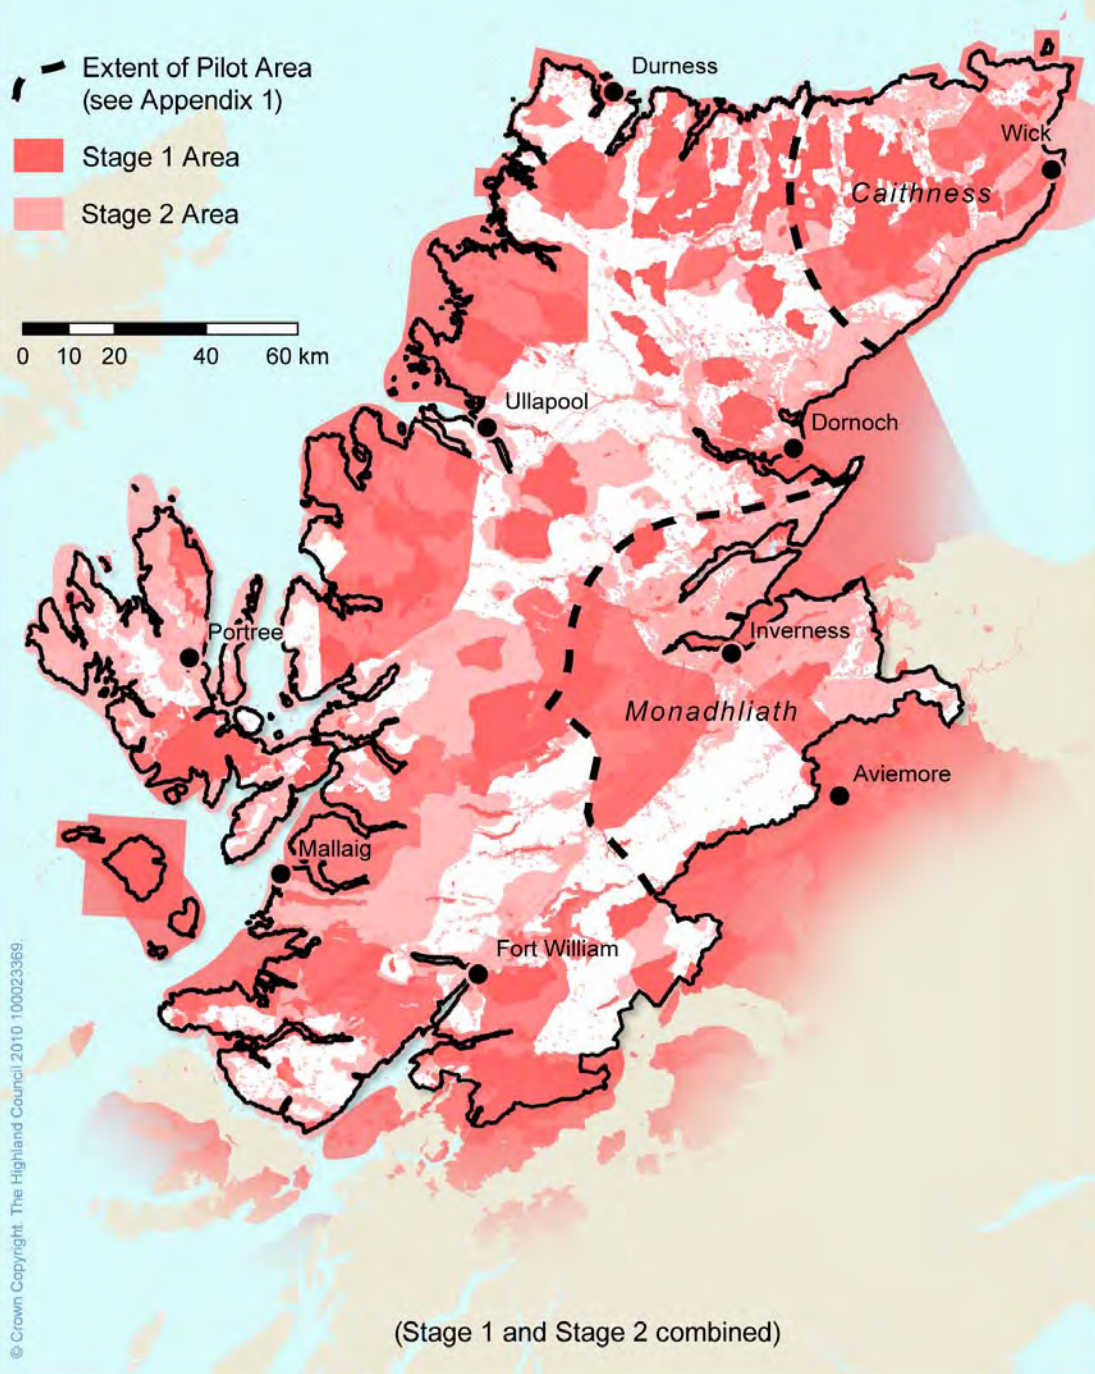 Extent of Pilot Area
(see Appendix 1)
Stage 1 Area
Stage 2 Area
0 10 20 40 60 km
Durness
Wick
Caithness
Ullapool
Dornoch
Portree
Inverness
Monadhliath
Aviemore
Mallaig
Fort William
(Stage 1 and Stage 2 combined)
© Crown Copyright. The Highland Council 2010 100023369.